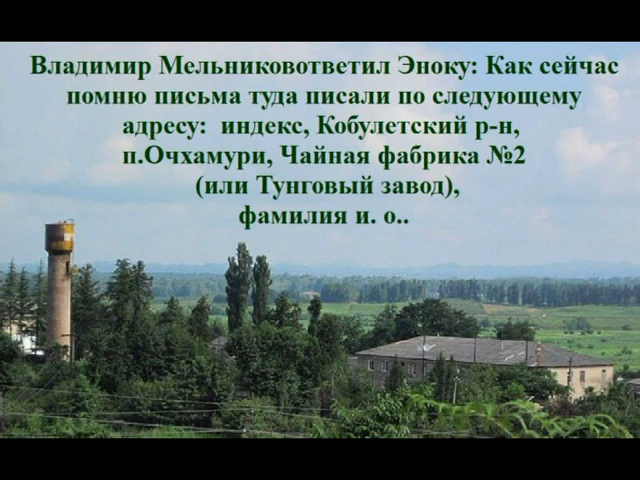 Владимир Мельниковответил Эноку: Как сейчас
помню письма туда писали по следующему
адресу:  индекс, Кобулетский р-н,
п.Очхамури, Чайная фабрика №2
(или Тунговый завод),
фамилия и. о..